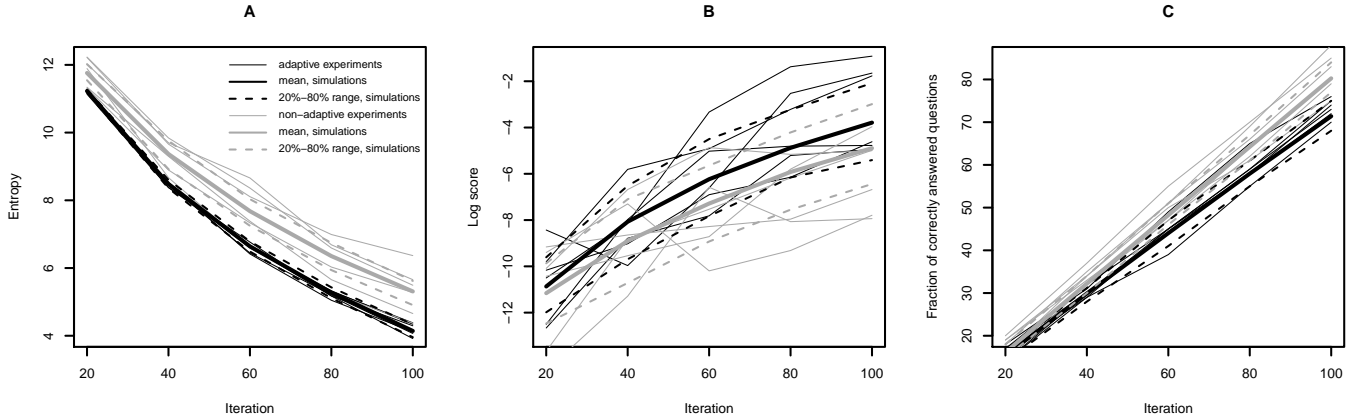 A
Entropy
12
10
8
6
4
adaptive experiments
mean, simulations
20%−80% range, simulations
non−adaptive experiments
mean, simulations
20%−80% range, simulations
20 40 60 80 100
Iteration
B
Log score
−2
−4
−6
−8
−10
−12
20 40 60 80 100
Iteration
C
Fraction of correctly answered questions
80
70
60
50
40
30
20
20 40 60 80 100
Iteration